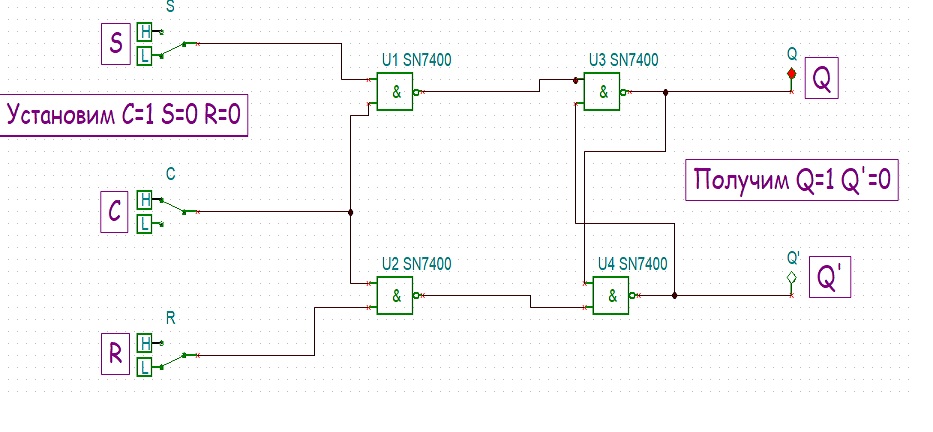 S
S
H
L
U1 SN7400
&
U3 SN7400
&
Q
Q
Установим C=1 S=0 R=0
C
C
H
L
Получим Q=1 Q'=0
U2 SN7400
&
U4 SN7400
&
Q'
Q'
R
R
H
L